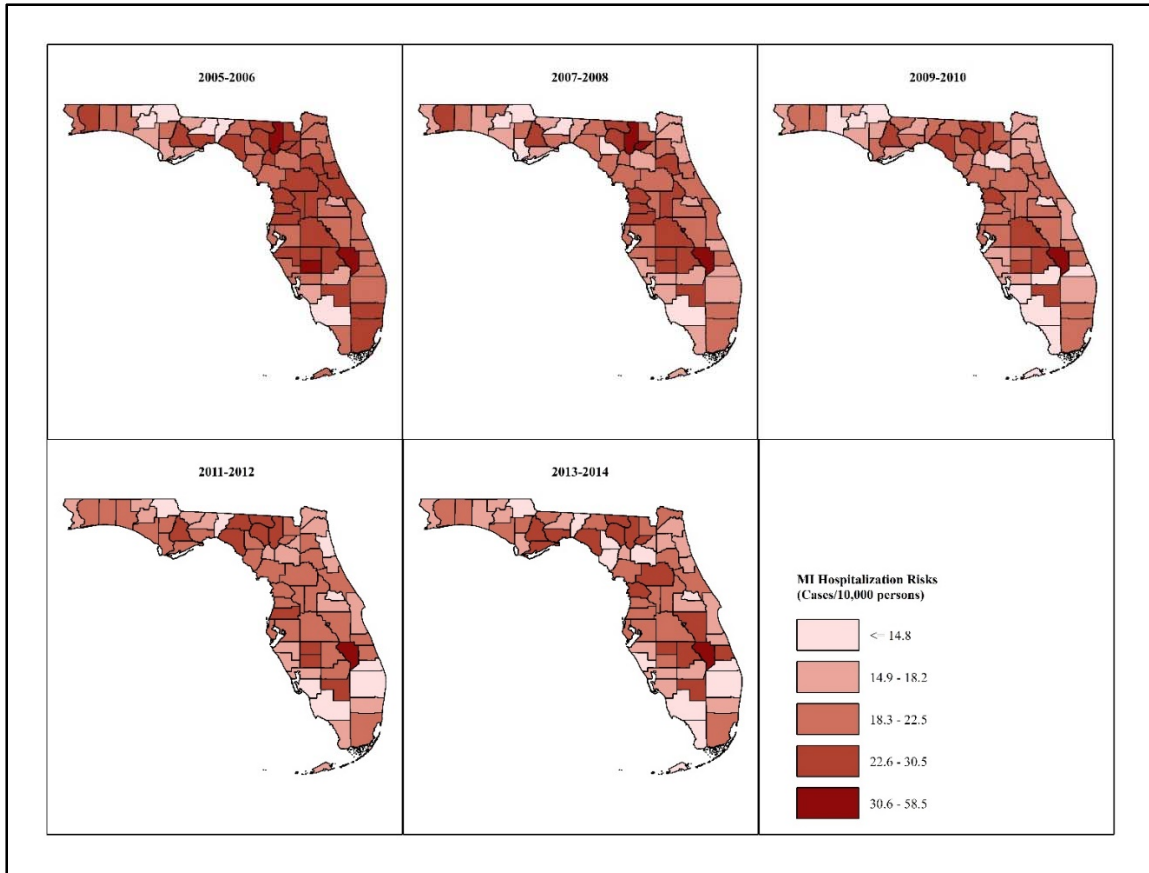 2005-2006
2007-2008
2009-2010
2011-2012
2013-2014
MI Hospitalization Risks
(Cases/10,000 persons)
<= 14.8
14.9 - 18.2
18.3 - 22.5
22.6 - 30.5
30.6 - 58.5